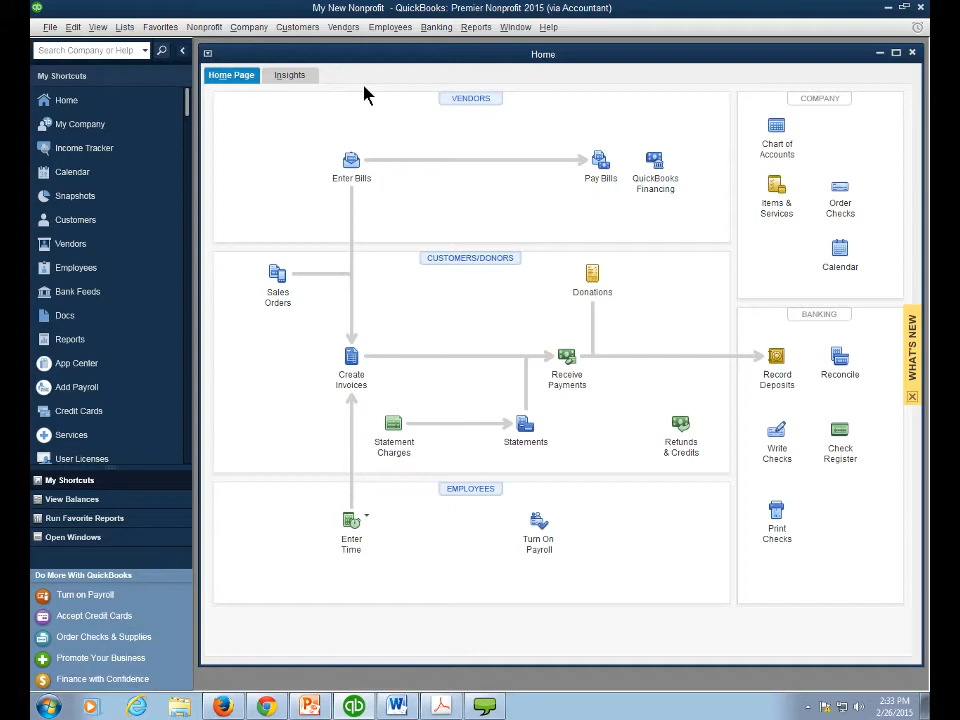 My New Nonprofit - QuickBooks: Premier Nonprofit 2015 (via Accountant)
File Edit View Lists Favorites Nonprofit Company Customers Vendors Employees Banking Reports Window Help
Search Company or Help
My Shortcuts
Home
My Company
Income Tracker
Calendar
Snapshots
Customers
Vendors
Employees
Bank Feeds
Docs
Reports
App Center
Add Payroll
Credit Cards
Services
User Licenses
My Shortcuts
View Balances
Run Favorite Reports
Open Windows
Do More With QuickBooks
Turn on Payroll
Accept Credit Cards
Order Checks & Supplies
Promote Your Business
Finance with Confidence
Home
Home Page Insights
VENDORS
Enter Bills
Pay Bills
QuickBooks
Financing
CUSTOMERS/DONORS
Sales
Orders
Donations
Create
Invoices
Receive
Payments
Statement
Charges
Statements
Refunds
& Credits
EMPLOYEES
Enter
Time
Turn On
Payroll
COMPANY
Chart of
Accounts
Items &
Services
Order
Checks
Calendar
BANKING
Record
Deposits
Reconcile
Write
Checks
Check
Register
Print
Checks
WHAT'S NEW
2:33 PM
2/26/2015